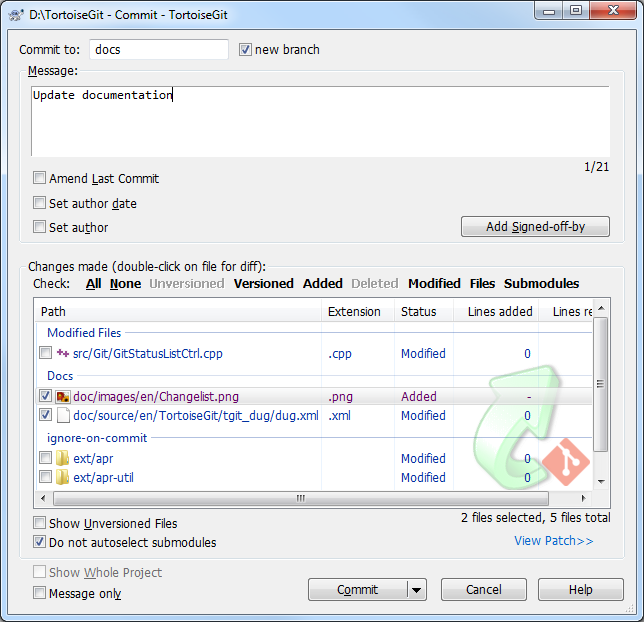 D:\TortoiseGit - Commit - TortoiseGit
Commit to: docs new branch
Message:
Update documentation
1/21
Amend Last Commit
Set author date
Set author
Add Signed-off-by
Changes made (double-click on file for diff):
Check: All None Unversioned Versioned Added Deleted Modified Files Submodules
Path Extension Status Lines added Lines re
Modified Files
src/Git/GitStatusListCtrl.cpp .cpp Modified 0
Docs
doc/images/en/Changelist.png .png Added -
doc/source/en/TortoiseGit/tgit_dug/dug.xml .xml Modified 0
ignore-on-commit
ext/apr Modified 0
ext/apr-util Modified 0
Show Unversioned Files
2 files selected, 5 files total
Do not autoselect submodules
View Patch>>
Show Whole Project
Message only
Commit Cancel Help